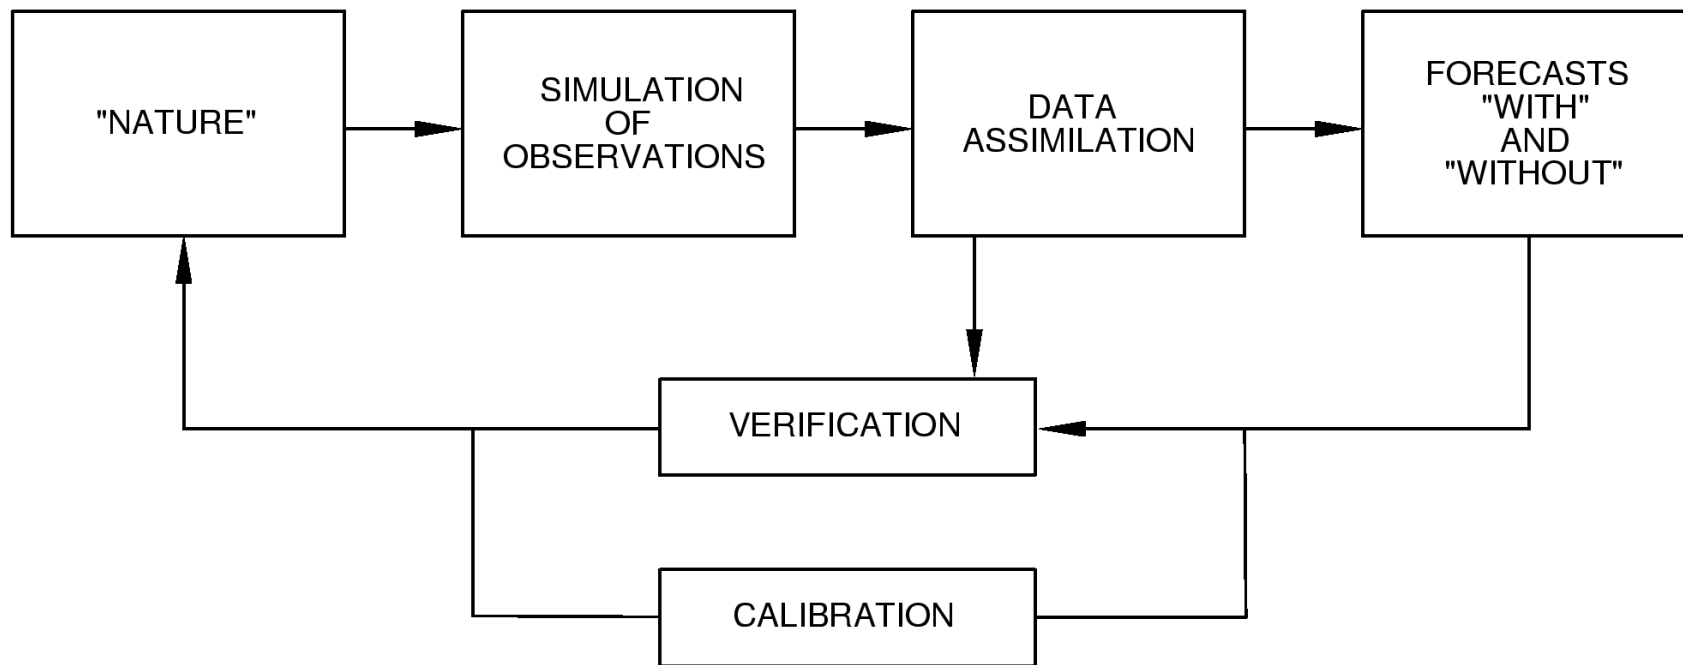 "NATURE"
SIMULATION
OF
OBSERVATIONS
DATA
ASSIMILATION
FORECASTS
"WITH"
AND
"WITHOUT"
VERIFICATION
CALIBRATION